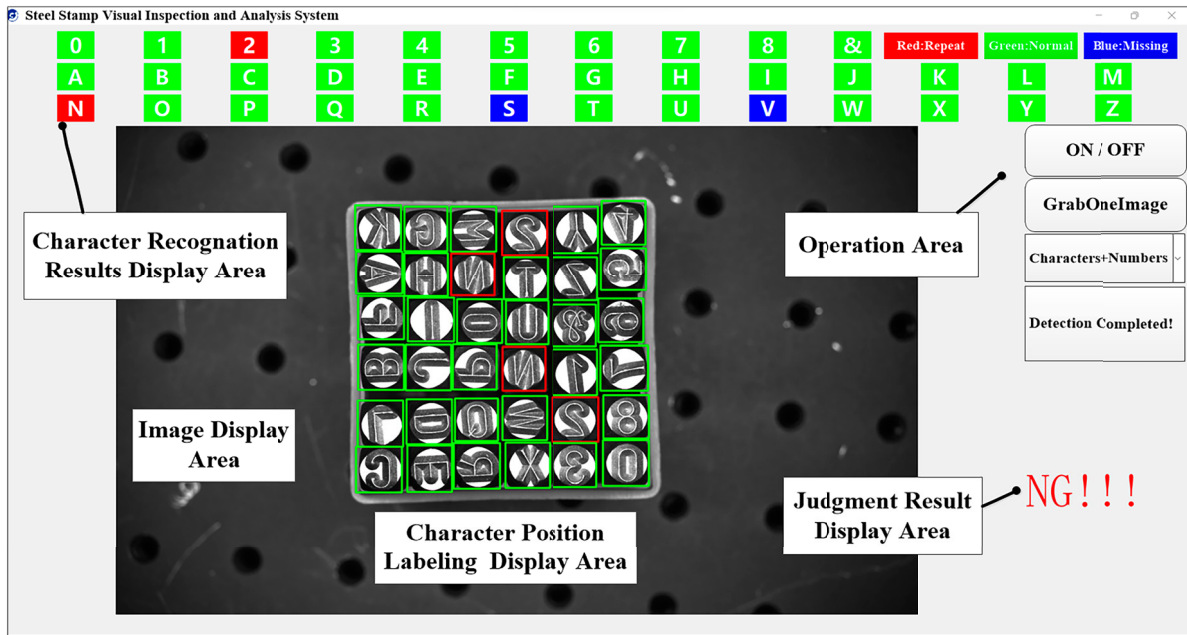 Steel Stamp Visual Inspection and Analysis System
0 1 2 3 4 5 6 7 8 & Red:Repeat Green:Normal Blue:Missing
A B C D E F G H I J K L M
N O P Q R S T U V W X Y Z
ON / OFF
GrabOneImage
Characters+Numbers
Detection Completed!
Character Recognation
Results Display Area
Operation Area
Image Display
Area
Character Position
Labeling Display Area
Judgment Result
Display Area
NG!!!